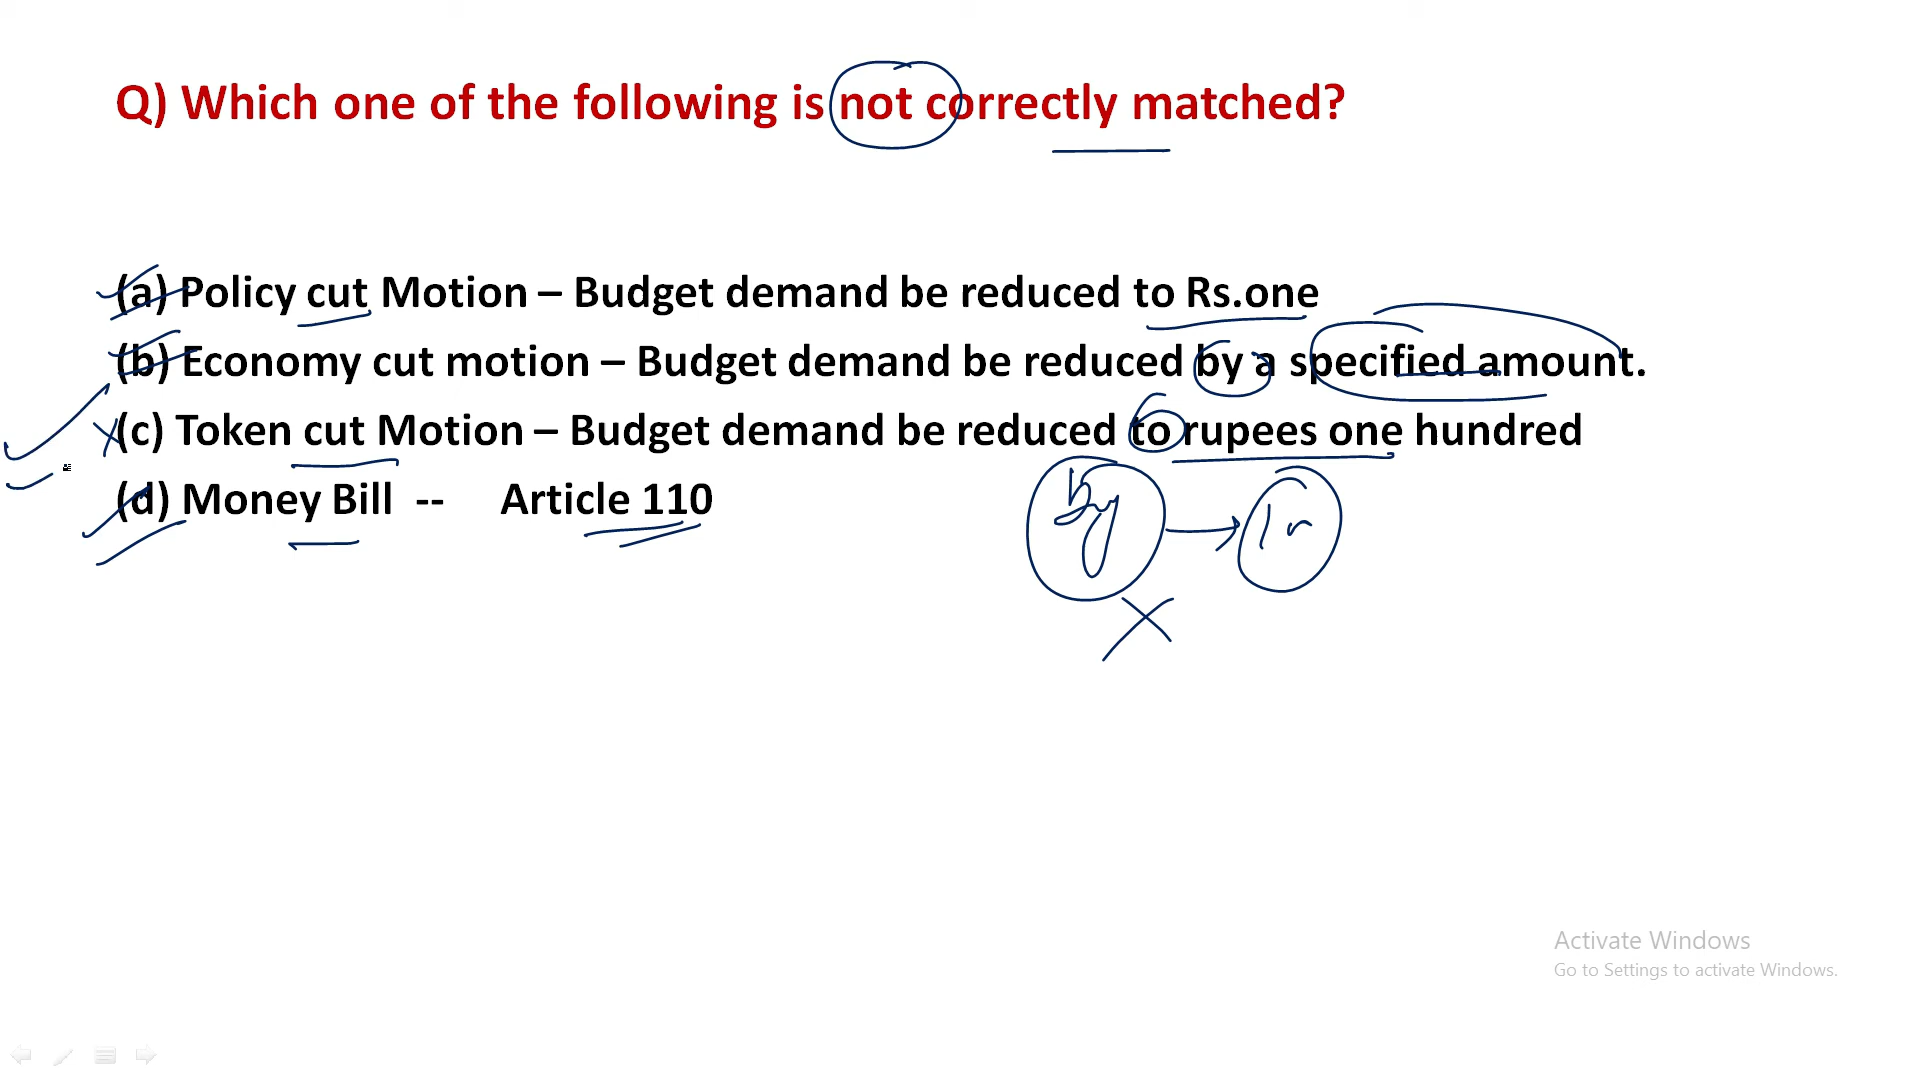 Q) Which one of the following is not correctly matched?
(a) Policy cut Motion – Budget demand be reduced to Rs.one
(b) Economy cut motion – Budget demand be reduced by a specified amount.
(c) Token cut Motion – Budget demand be reduced to rupees one hundred
(d) Money Bill -- Article 110
by
Activate Windows
Go to Settings to activate Windows.